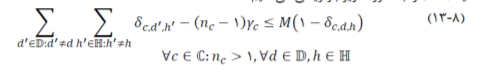 ∑_{d′∈𝔻:d′≠d} ∑_{h′∈ℍ:h′≠h} δ_{c,d′,h′} − (n_c − ۱)γ_c ≤ M(۱ − δ_{c,d,h}) (۱۳-۸)
∀c ∈ ℂ: n_c > ۱, ∀d ∈ 𝔻, h ∈ ℍ